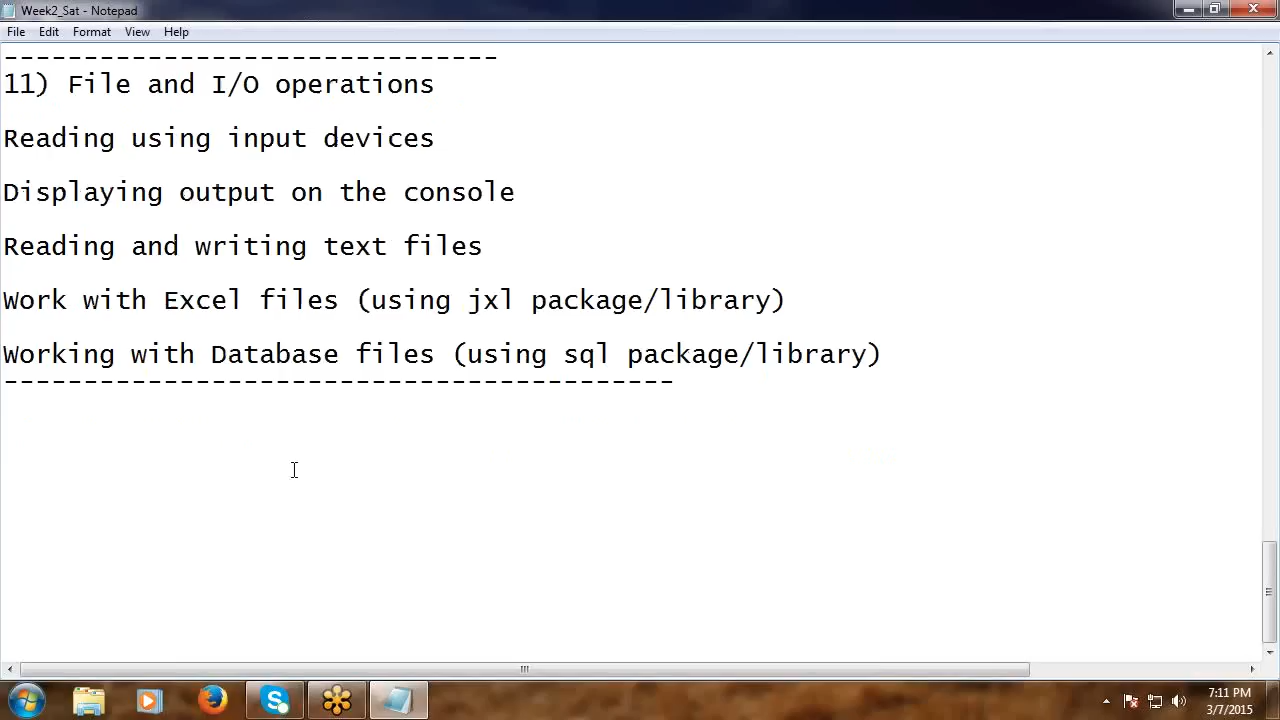 Week2_Sat - Notepad
File Edit Format View Help
-------------------------------
11) File and I/O operations
Reading using input devices
Displaying output on the console
Reading and writing text files
Work with Excel files (using jxl package/library)
Working with Database files (using sql package/library)
------------------------------------------
7:11 PM
3/7/2015